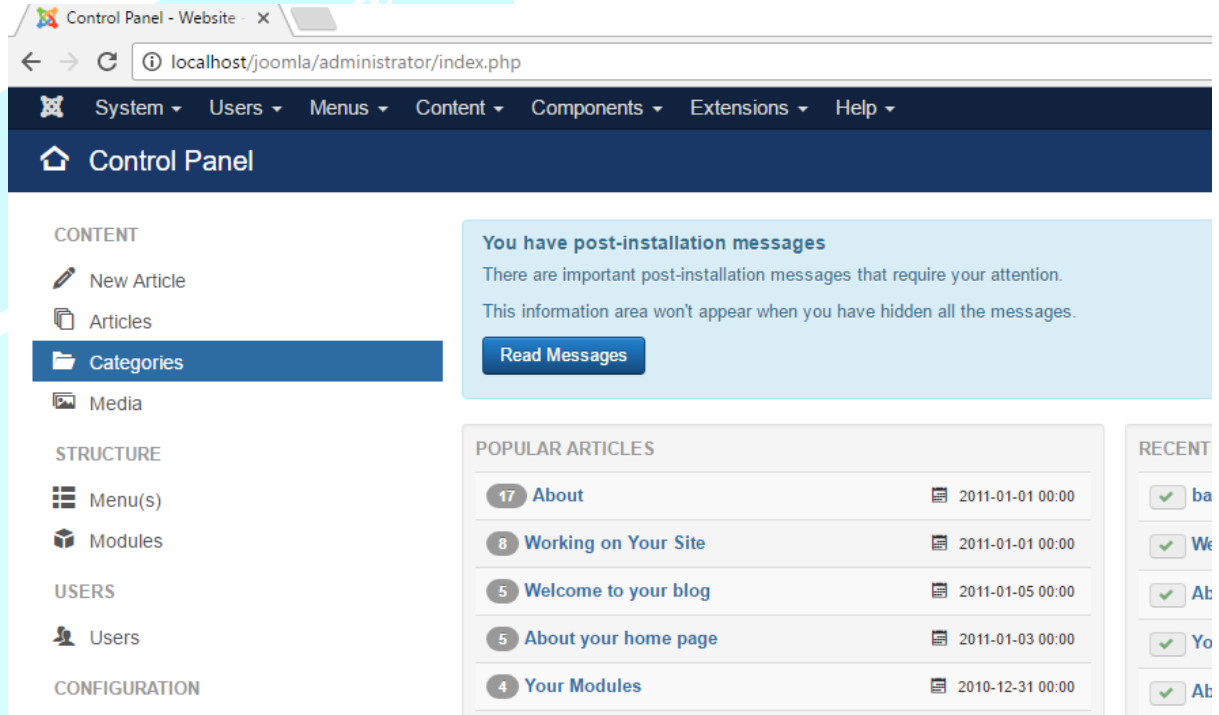 Control Panel - Website -
localhost/joomla/administrator/index.php
System Users Menus Content Components Extensions Help
Control Panel
CONTENT
New Article
Articles
Categories
Media
STRUCTURE
Menu(s)
Modules
USERS
Users
CONFIGURATION
You have post-installation messages
There are important post-installation messages that require your attention.
This information area won't appear when you have hidden all the messages.
Read Messages
POPULAR ARTICLES
17 About 2011-01-01 00:00
8 Working on Your Site 2011-01-01 00:00
5 Welcome to your blog 2011-01-05 00:00
5 About your home page 2011-01-03 00:00
4 Your Modules 2010-12-31 00:00
RECENT